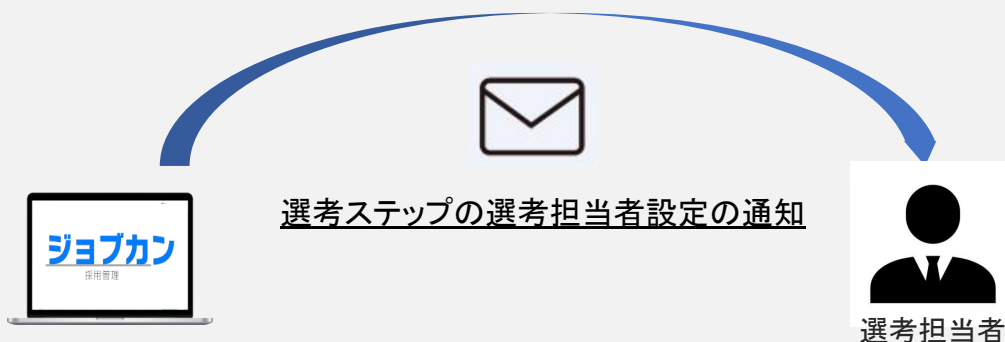 選考ステップの選考担当者設定の通知
ジョブカン
採用管理
選考担当者